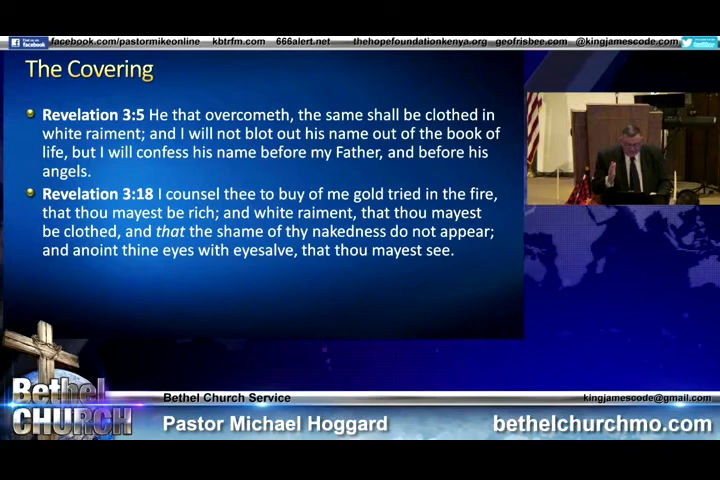 Find us on
facebook
facebook.com/pastormikeonline kbtrfm.com 666alert.net thehopefoundationkenya.org geofrisbee.com @kingjamescode.com
The Covering
Revelation 3:5 He that overcometh, the same shall be clothed in
white raiment; and I will not blot out his name out of the book of
life, but I will confess his name before my Father, and before his
angels.
Revelation 3:18 I counsel thee to buy of me gold tried in the fire,
that thou mayest be rich; and white raiment, that thou mayest
be clothed, and that the shame of thy nakedness do not appear;
and anoint thine eyes with eyesalve, that thou mayest see.
Bethel
CHURCH
Bethel Church Service
kingjamescode@gmail.com
Pastor Michael Hoggard
bethelchurchmo.com